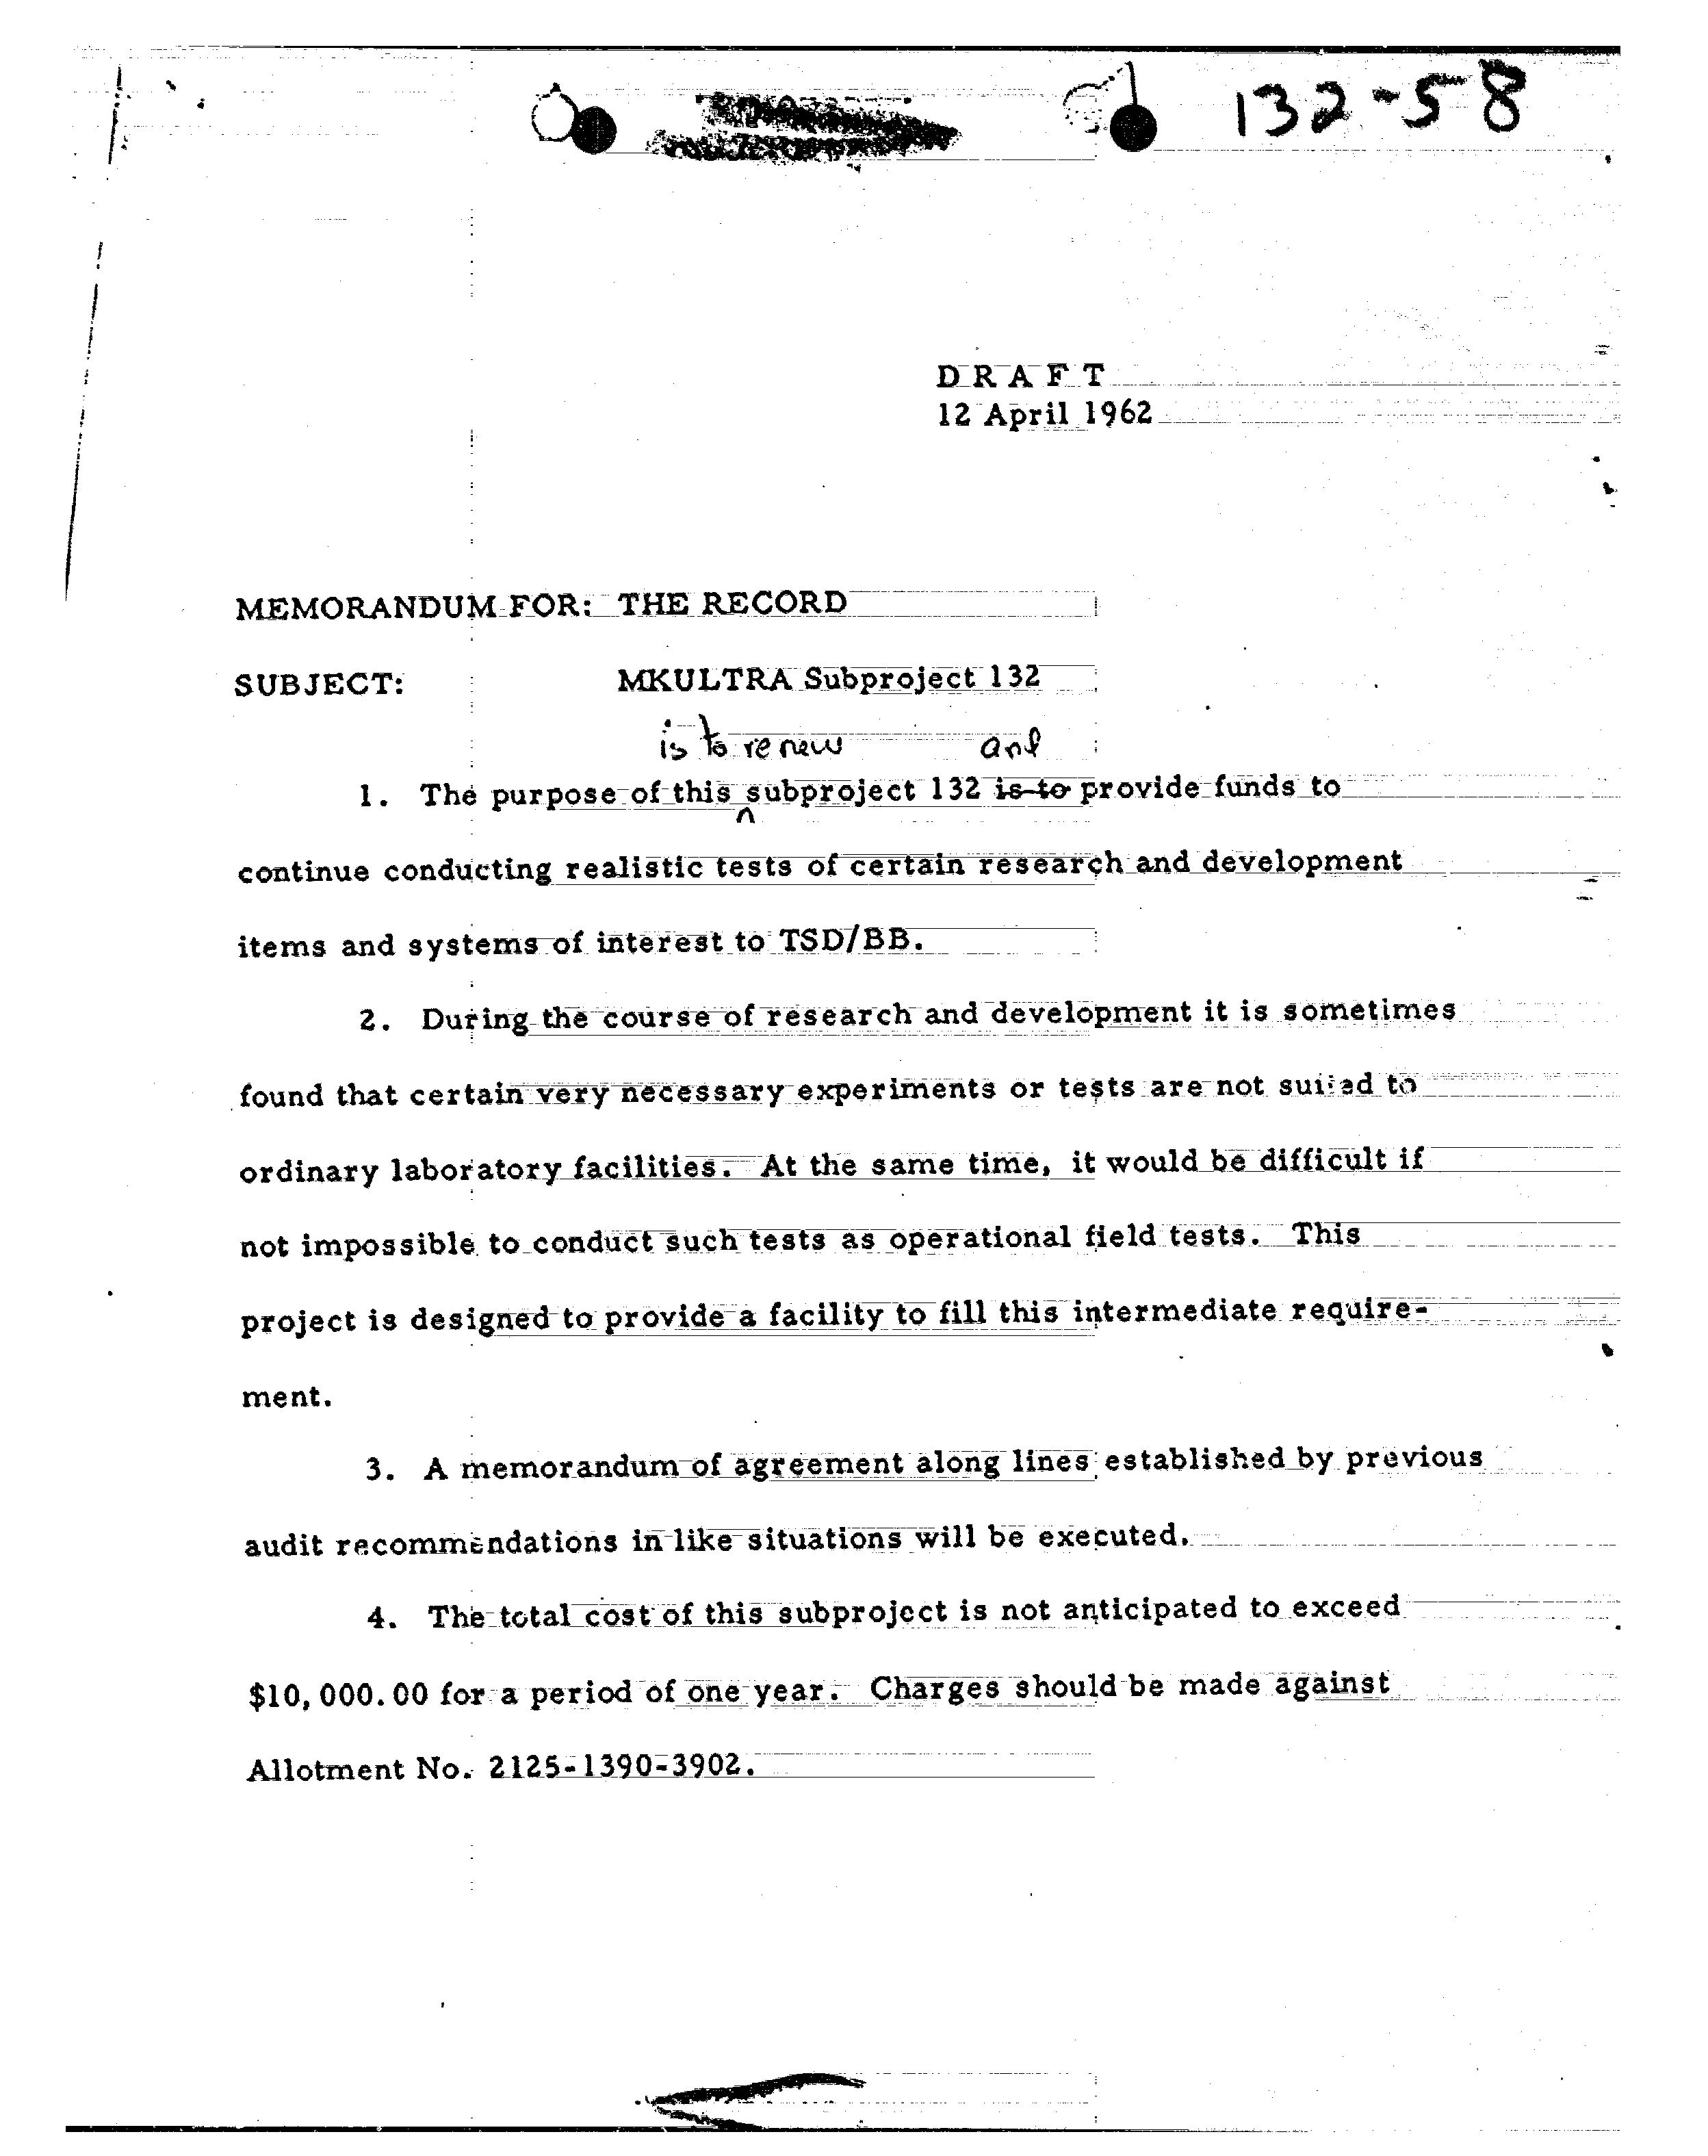 132-58
D R A F T
12 April 1962
MEMORANDUM FOR: THE RECORD
SUBJECT: MKULTRA Subproject 132
is to renew and
1. The purpose of this ^ subproject 132 is to provide funds to
continue conducting realistic tests of certain research and development
items and systems of interest to TSD/BB.
2. During the course of research and development it is sometimes
found that certain very necessary experiments or tests are not suited to
ordinary laboratory facilities. At the same time, it would be difficult if
not impossible to conduct such tests as operational field tests. This
project is designed to provide a facility to fill this intermediate require-
ment.
3. A memorandum of agreement along lines established by previous
audit recommendations in like situations will be executed.
4. The total cost of this subproject is not anticipated to exceed
$10,000.00 for a period of one year. Charges should be made against
Allotment No. 2125-1390-3902.